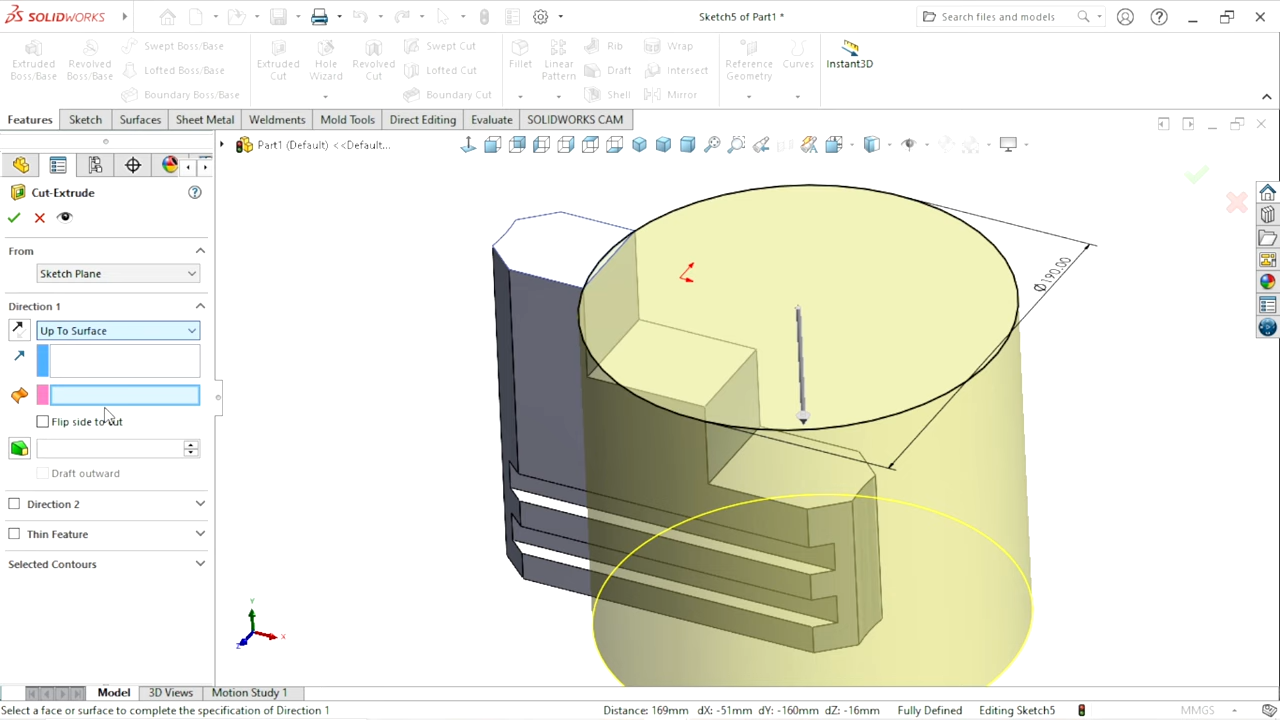 SOLIDWORKS
Sketch5 of Part1 *
Search files and models
Extruded Boss/Base
Revolved Boss/Base
Swept Boss/Base
Lofted Boss/Base
Boundary Boss/Base
Extruded Cut
Hole Wizard
Revolved Cut
Swept Cut
Lofted Cut
Boundary Cut
Fillet
Linear Pattern
Rib
Draft
Shell
Wrap
Intersect
Mirror
Reference Geometry
Curves
Instant3D
Features Sketch Surfaces Sheet Metal Weldments Mold Tools Direct Editing Evaluate SOLIDWORKS CAM
Part1 (Default) <<Default...
Cut-Extrude
From
Sketch Plane
Direction 1
Up To Surface
Flip side to cut
Draft outward
Direction 2
Thin Feature
Selected Contours
Ø190.00
Y
X
Z
Model 3D Views Motion Study 1
Select a face or surface to complete the specification of Direction 1
Distance: 169mm dX: -51mm dY: -160mm dZ: -16mm Fully Defined Editing Sketch5 MMGS